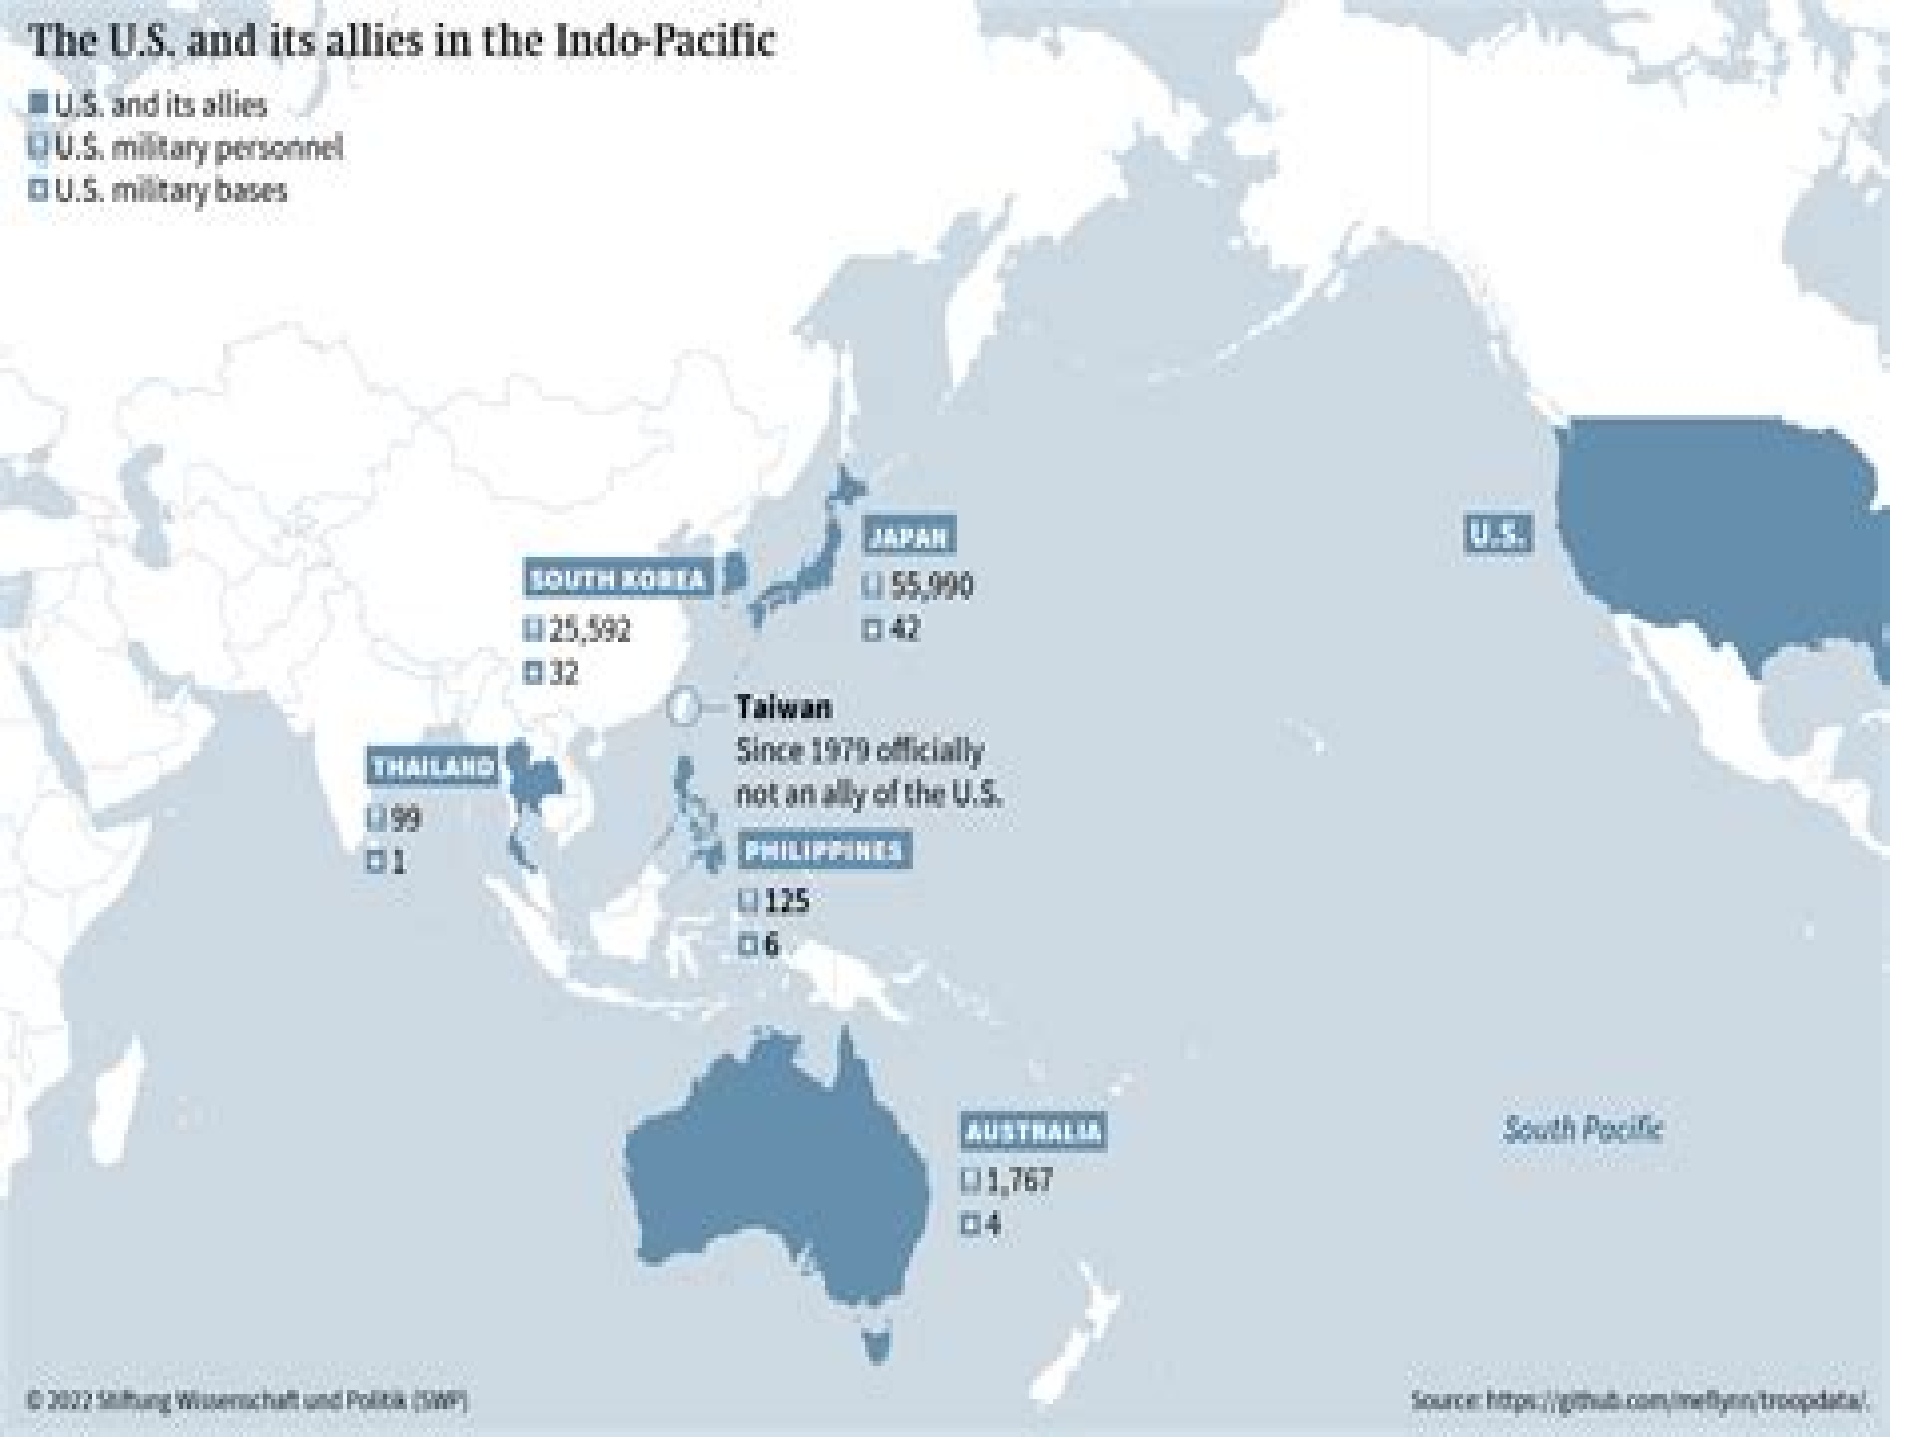 The U.S. and its allies in the Indo-Pacific
U.S. and its allies
U.S. military personnel
U.S. military bases
JAPAN
55,990
42
U.S.
SOUTH KOREA
25,592
32
Taiwan
Since 1979 officially
not an ally of the U.S.
THAILAND
99
1
PHILIPPINES
125
6
AUSTRALIA
1,767
4
South Pacific
© 2022 Stiftung Wissenschaft und Politik (SWP)
Source: https://github.com/meflynn/troopdata/.